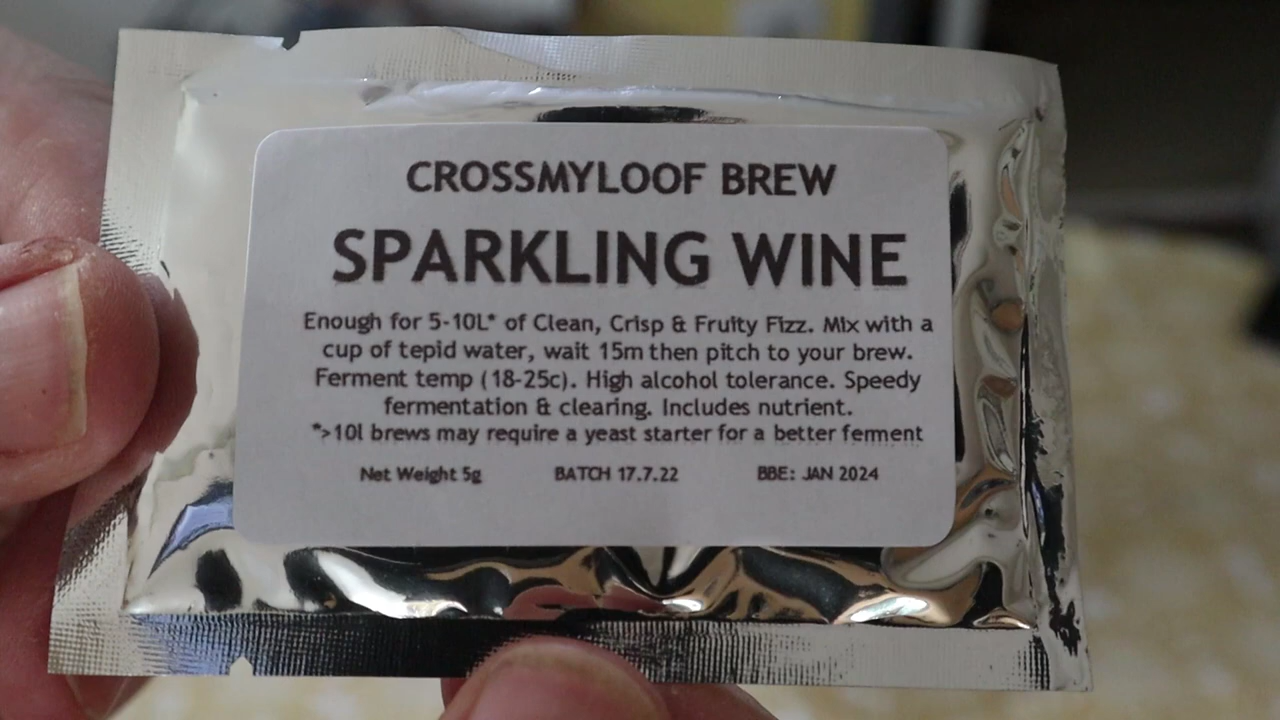 CROSSMYLOOF BREW
SPARKLING WINE
Enough for 5-10L* of Clean, Crisp & Fruity Fizz. Mix with a
cup of tepid water, wait 15m then pitch to your brew.
Ferment temp (18-25c). High alcohol tolerance. Speedy
fermentation & clearing. Includes nutrient.
*>10l brews may require a yeast starter for a better ferment
Net Weight 5g BATCH 17.7.22 BBE: JAN 2024